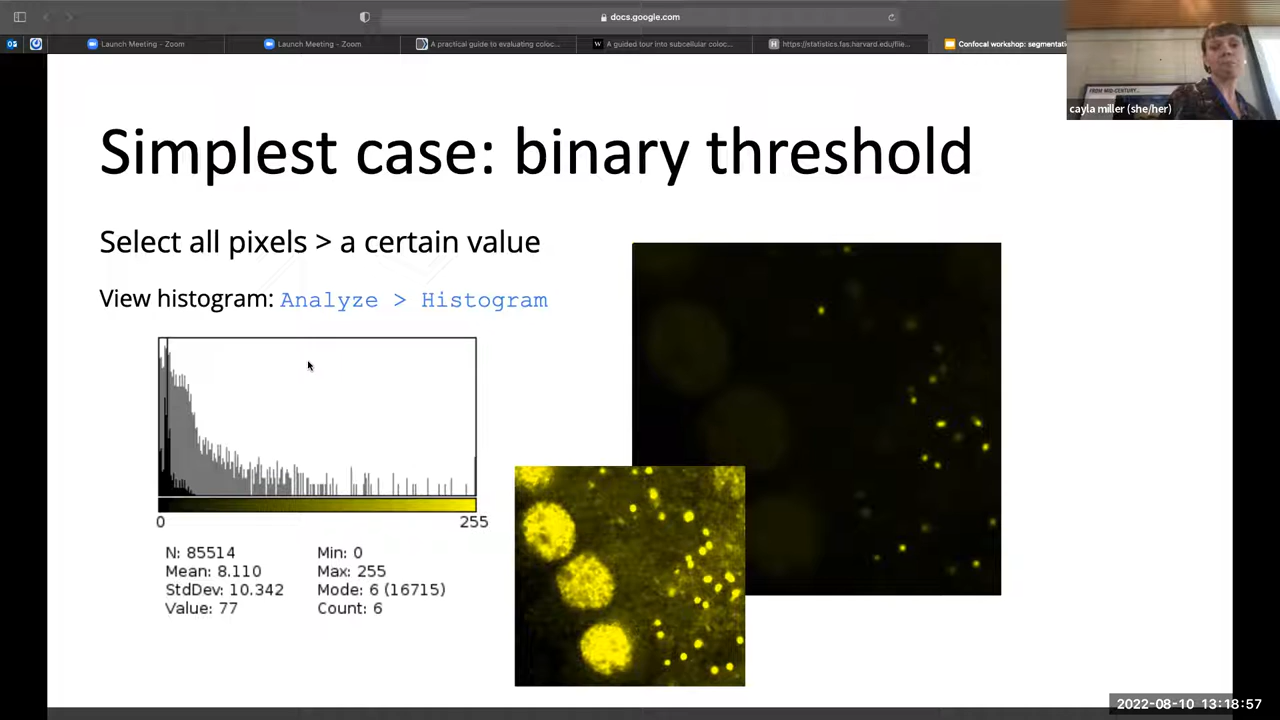 docs.google.com
Launch Meeting - Zoom
Launch Meeting - Zoom
A practical guide to evaluating coloc...
A guided tour into subcellular coloc...
https://statistics.fas.harvard.edu/file...
Confocal workshop: segmentati
FROM MID-CENTURY...
cayla miller (she/her)
Simplest case: binary threshold
Select all pixels > a certain value
View histogram: Analyze > Histogram
0 255
N: 85514 Min: 0
Mean: 8.110 Max: 255
StdDev: 10.342 Mode: 6 (16715)
Value: 77 Count: 6
2022-08-10 13:18:57